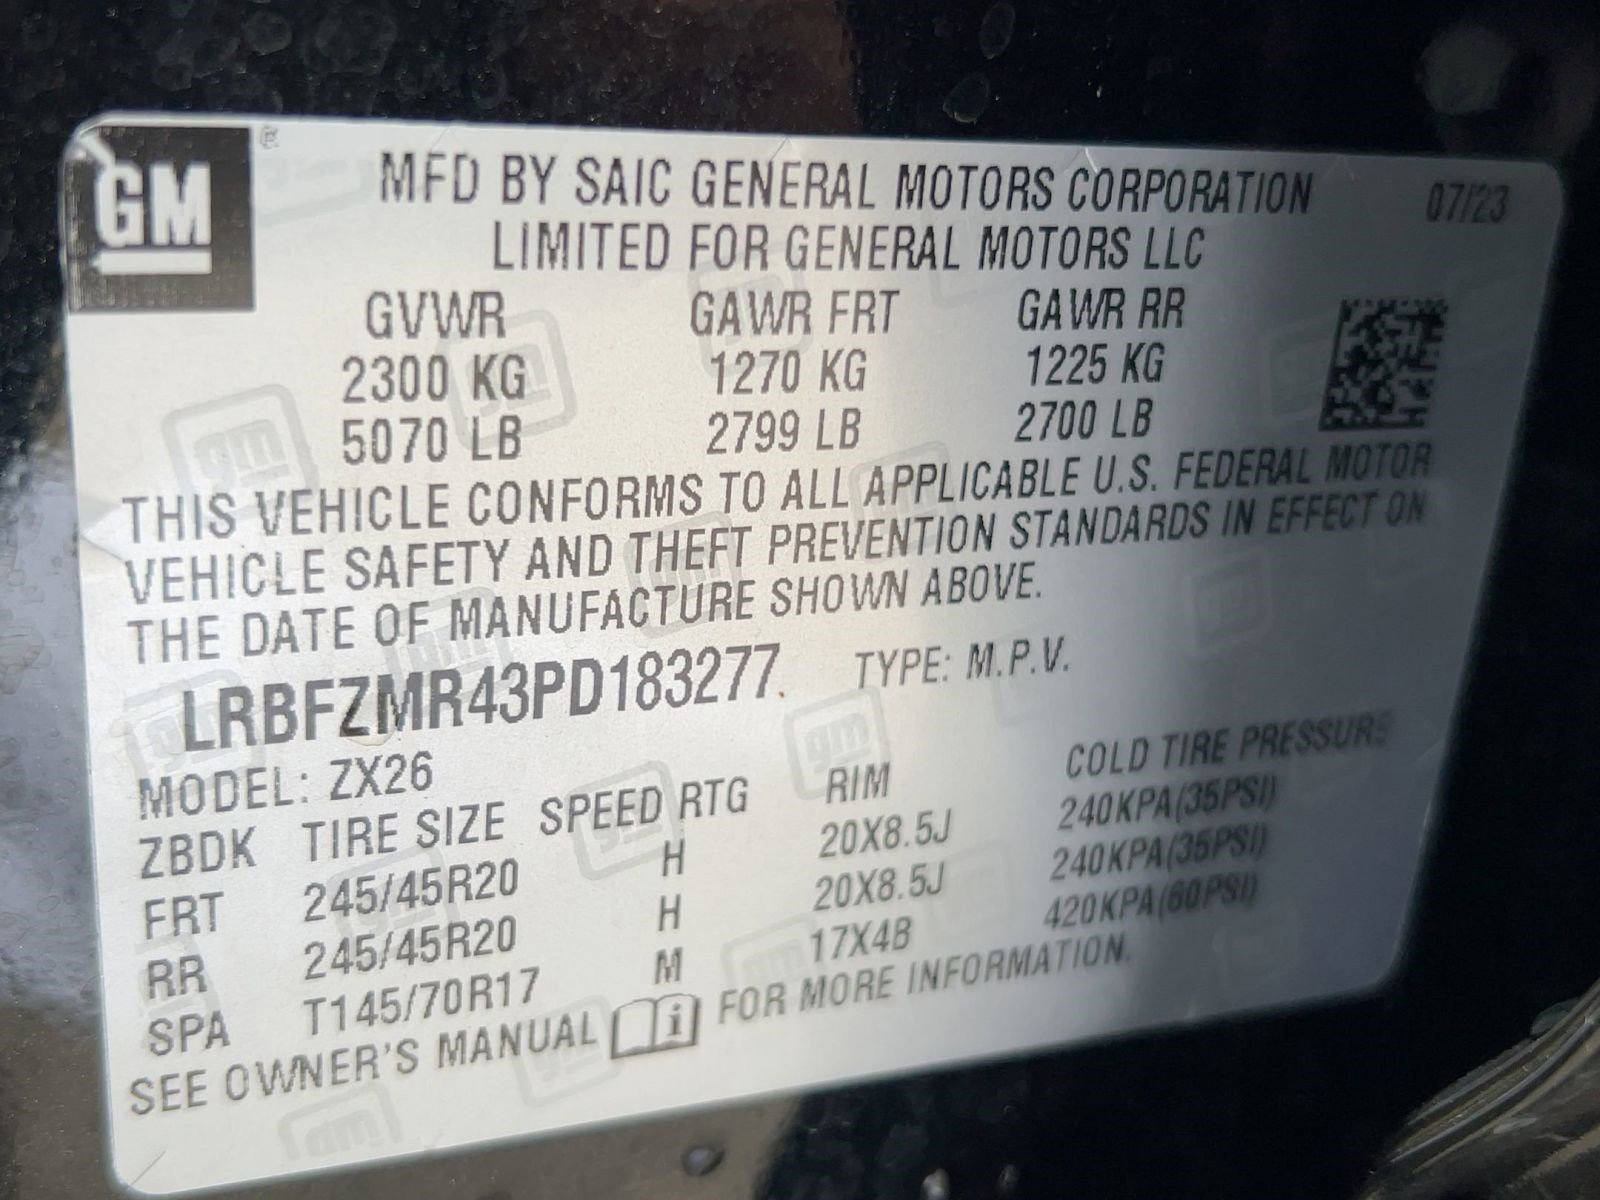 GM ®
MFD BY SAIC GENERAL MOTORS CORPORATION 07/23
LIMITED FOR GENERAL MOTORS LLC
GVWR GAWR FRT GAWR RR
2300 KG 1270 KG 1225 KG
5070 LB 2799 LB 2700 LB
THIS VEHICLE CONFORMS TO ALL APPLICABLE U.S. FEDERAL MOTOR
VEHICLE SAFETY AND THEFT PREVENTION STANDARDS IN EFFECT ON
THE DATE OF MANUFACTURE SHOWN ABOVE.
LRBFZMR43PD183277 TYPE: M.P.V.
MODEL: ZX26
ZBDK TIRE SIZE SPEED RTG RIM COLD TIRE PRESSURE
FRT 245/45R20 H 20X8.5J 240KPA(35PSI)
RR 245/45R20 H 20X8.5J 240KPA(35PSI)
SPA T145/70R17 M 17X4B 420KPA(60PSI)
SEE OWNER'S MANUAL i FOR MORE INFORMATION.